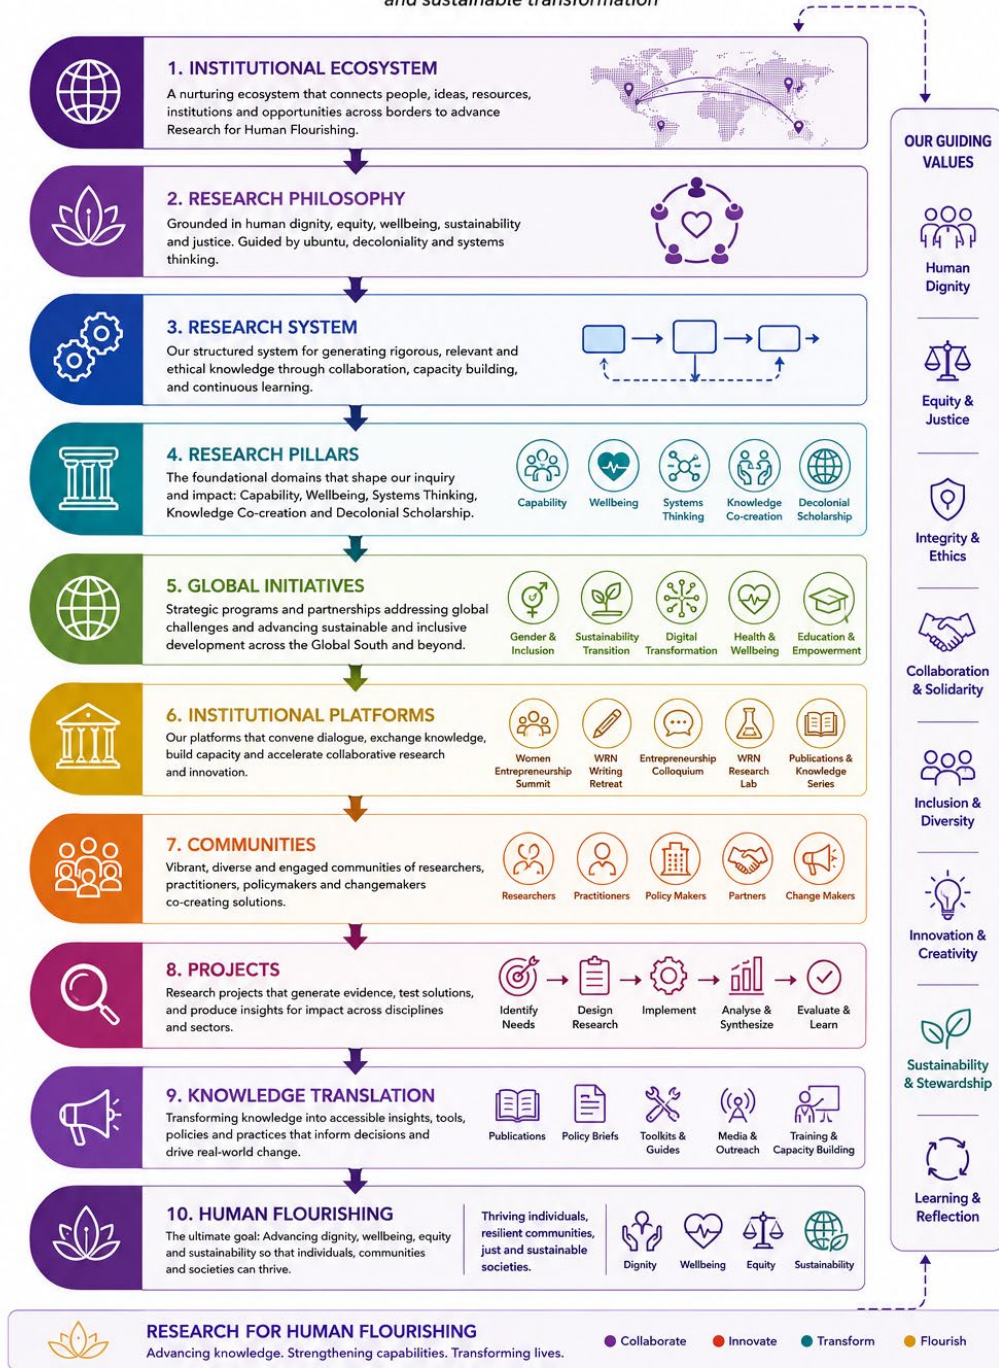 and sustainable transformation
1. INSTITUTIONAL ECOSYSTEM
A nurturing ecosystem that connects people, ideas, resources,
institutions and opportunities across borders to advance
Research for Human Flourishing.
2. RESEARCH PHILOSOPHY
Grounded in human dignity, equity, wellbeing, sustainability
and justice. Guided by ubuntu, decoloniality and systems
thinking.
3. RESEARCH SYSTEM
Our structured system for generating rigorous, relevant and
ethical knowledge through collaboration, capacity building,
and continuous learning.
4. RESEARCH PILLARS
The foundational domains that shape our inquiry
and impact: Capability, Wellbeing, Systems Thinking,
Knowledge Co-creation and Decolonial Scholarship.
Capability
Wellbeing
Systems
Thinking
Knowledge
Co-creation
Decolonial
Scholarship
5. GLOBAL INITIATIVES
Strategic programs and partnerships addressing global
challenges and advancing sustainable and inclusive
development across the Global South and beyond.
Gender &
Inclusion
Sustainability
Transition
Digital
Transformation
Health &
Wellbeing
Education &
Empowerment
6. INSTITUTIONAL PLATFORMS
Our platforms that convene dialogue, exchange knowledge,
build capacity and accelerate collaborative research
and innovation.
Women
Entrepreneurship
Summit
WRN
Writing
Retreat
Entrepreneurship
Colloquium
WRN
Research
Lab
Publications &
Knowledge
Series
7. COMMUNITIES
Vibrant, diverse and engaged communities of researchers,
practitioners, policymakers and changemakers
co-creating solutions.
Researchers
Practitioners
Policy Makers
Partners
Change Makers
8. PROJECTS
Research projects that generate evidence, test solutions,
and produce insights for impact across disciplines
and sectors.
Identify
Needs
Design
Research
Implement
Analyse &
Synthesize
Evaluate &
Learn
9. KNOWLEDGE TRANSLATION
Transforming knowledge into accessible insights, tools,
policies and practices that inform decisions and
drive real-world change.
Publications
Policy Briefs
Toolkits &
Guides
Media &
Outreach
Training &
Capacity Building
10. HUMAN FLOURISHING
The ultimate goal: Advancing dignity, wellbeing, equity
and sustainability so that individuals, communities
and societies can thrive.
Thriving individuals,
resilient communities,
just and sustainable
societies.
Dignity
Wellbeing
Equity
Sustainability
OUR GUIDING
VALUES
Human
Dignity
Equity &
Justice
Integrity &
Ethics
Collaboration
& Solidarity
Inclusion &
Diversity
Innovation &
Creativity
Sustainability
& Stewardship
Learning &
Reflection
RESEARCH FOR HUMAN FLOURISHING
Advancing knowledge. Strengthening capabilities. Transforming lives.
Collaborate
Innovate
Transform
Flourish